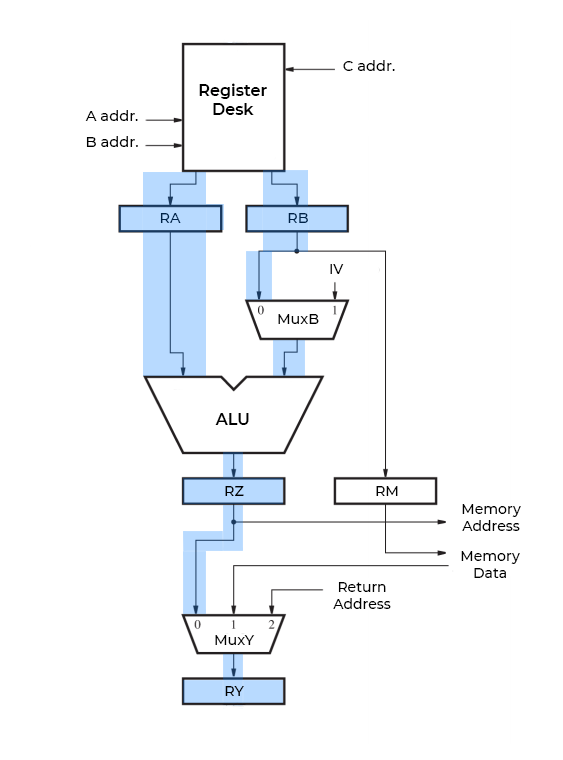 Register
Desk
C addr.
A addr.
B addr.
RA
RB
IV
0
1
MuxB
ALU
RZ
RM
Memory
Address
Memory
Data
Return
Address
0
1
2
MuxY
RY